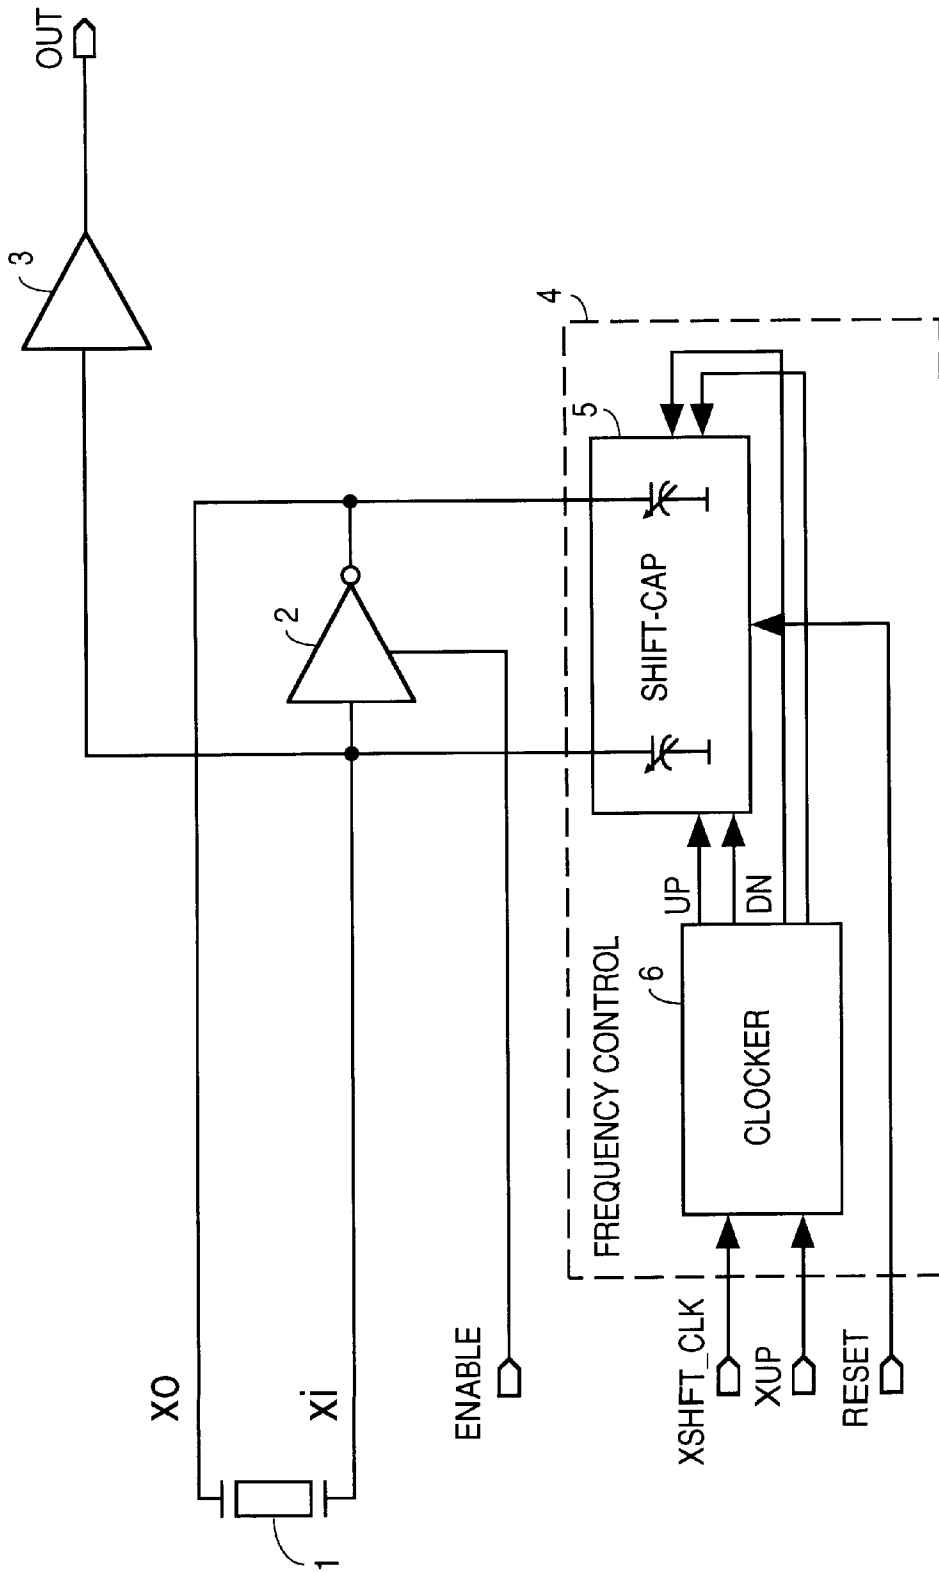 OUT
3
XO
Xi
1
2
ENABLE
4
FREQUENCY CONTROL
5
SHIFT-CAP
UP
DN
6
CLOCKER
XSHFT_CLK
XUP
RESET